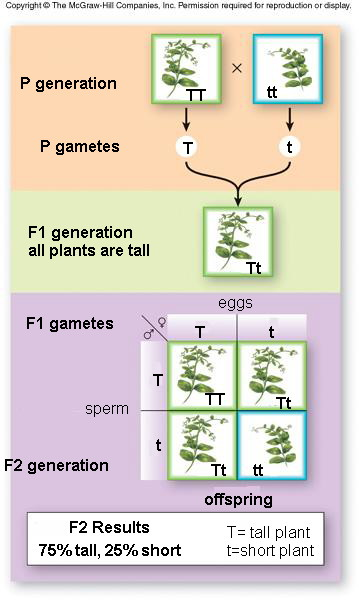 Copyright © The McGraw-Hill Companies, Inc. Permission required for reproduction or display.
P generation
TT
×
tt
P gametes
T
t
F1 generation
all plants are tall
Tt
eggs
F1 gametes
♂
♀
T
t
T
TT
Tt
sperm
t
Tt
tt
F2 generation
offspring
F2 Results
75% tall, 25% short
T= tall plant
t=short plant